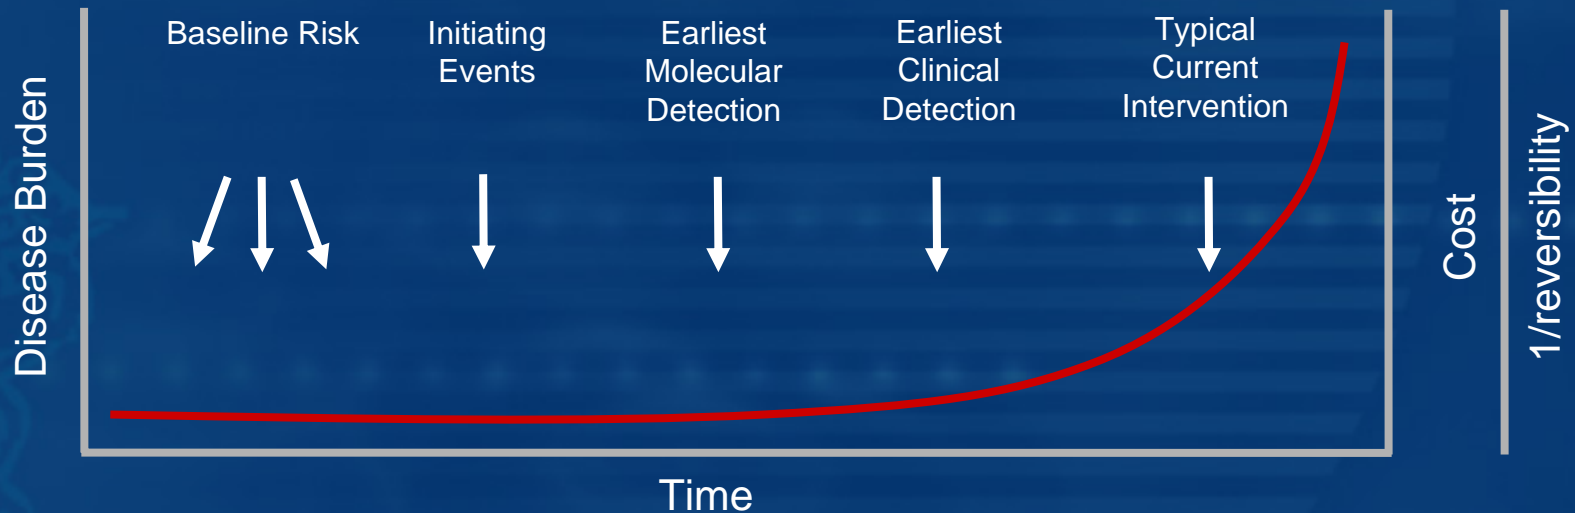 Baseline Risk
Initiating
Events
Earliest
Molecular
Detection
Earliest
Clinical
Detection
Typical
Current
Intervention
Disease Burden
Cost
1/reversibility
Time